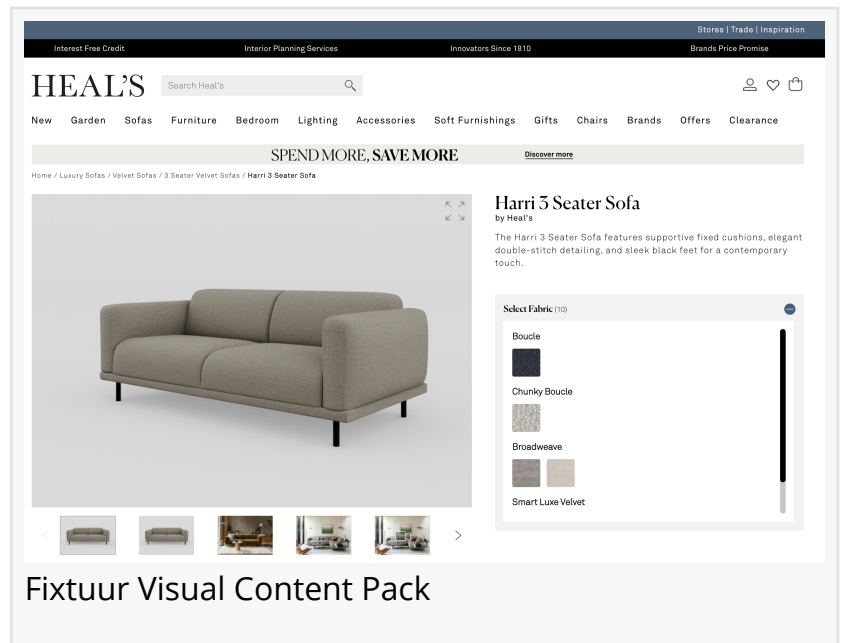 Stores | Trade | Inspiration
Interest Free Credit Interior Planning Services Innovators Since 1810 Brands Price Promise
HEAL'S Search Heal's
New Garden Sofas Furniture Bedroom Lighting Accessories Soft Furnishings Gifts Chairs Brands Offers Clearance
SPEND MORE, SAVE MORE Discover more
Home / Luxury Sofas / Velvet Sofas / 3 Seater Velvet Sofas / Harri 3 Seater Sofa
Harri 3 Seater Sofa
by Heal's
The Harri 3 Seater Sofa features supportive fixed cushions, elegant
double-stitch detailing, and sleek black feet for a contemporary
touch.
Select Fabric (10)
Boucle
Chunky Boucle
Broadweave
Smart Luxe Velvet
Fixtuur Visual Content Pack